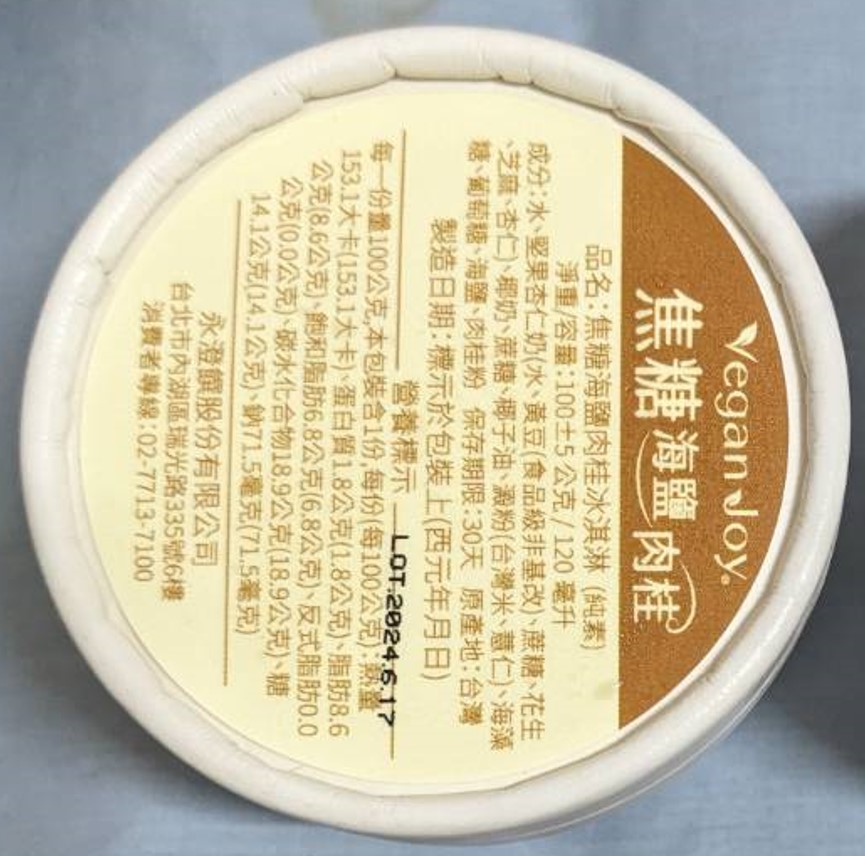 Vegan Joy®
焦糖海鹽肉桂
品名:焦糖海鹽肉桂冰淇淋 (純素)
淨重/容量:100±5 公克/120 毫升
成分:水、堅果杏仁奶(水、黃豆(食品級非基改)、蔗糖、花生
、芝麻、杏仁)、椰奶、蔗糖、椰子油、澱粉(台灣米、薏仁)、海藻
糖、葡萄糖、海鹽、肉桂粉 保存期限:30天 原產地:台灣
製造日期:標示於包裝上(西元年月日)
營養標示
LOT.2024.6.17
每一份量100公克,本包裝含1份,每份(每100公克):熱量
153.1大卡(153.1大卡)、蛋白質1.8公克(1.8公克)、脂肪8.6
公克(8.6公克)、飽和脂肪6.8公克(6.8公克)、反式脂肪0.0
公克(0.0公克)、碳水化合物18.9公克(18.9公克)、糖
14.1公克(14.1公克)、鈉71.5毫克(71.5毫克)
永澄饌股份有限公司
台北市內湖區瑞光路335號6樓
消費者專線:02-7713-7100